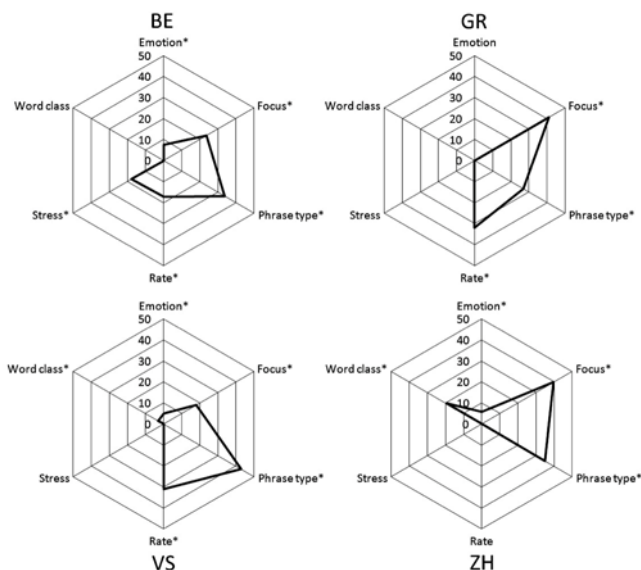 BE
Emotion*
50
40
30
20
10
0
Focus*
Phrase type*
Rate*
Stress*
Word class
GR
Emotion
50
40
30
20
10
0
Focus*
Phrase type*
Rate*
Stress
Word class
Emotion*
50
40
30
20
10
0
Focus*
Phrase type*
Rate*
Stress
Word class*
VS
Emotion*
50
40
30
20
10
0
Focus*
Phrase type*
Rate
Stress
Word class*
ZH